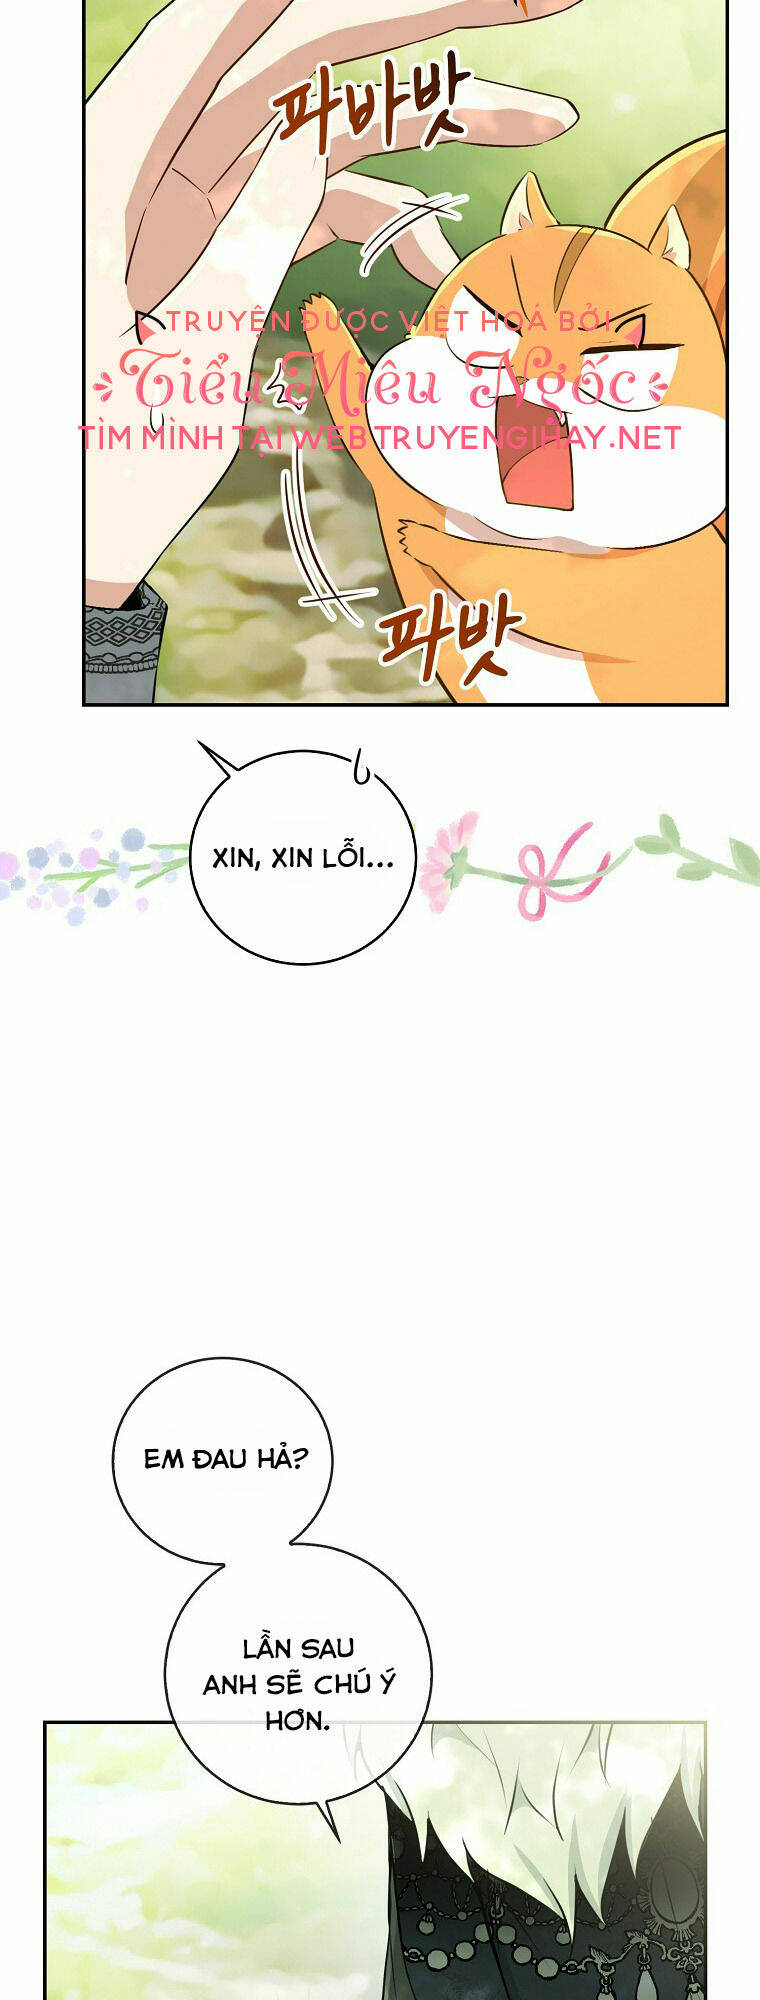 파바밧
TRUYỆN ĐƯỢC VIỆT HOÁ BỞI
Tiểu Miêu Ngốc
TÌM MÌNH TẠI WEB TRUYENGIHAY.NET
파밧
XIN, XIN LỖI...
EM ĐAU HẢ?
LẦN SAU
ANH SẼ CHÚ Ý
HƠN.